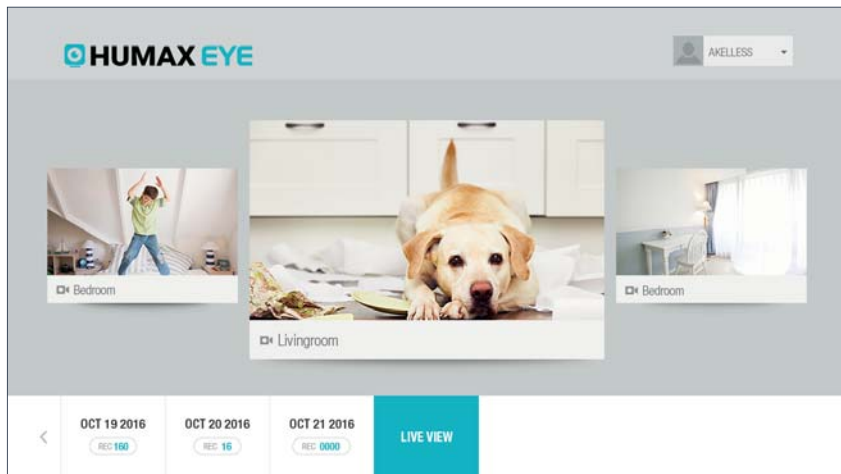 HUMAX EYE
AKELLESS
Bedroom
Livingroom
Bedroom
OCT 19 2016
REC 160
OCT 20 2016
REC 16
OCT 21 2016
REC 0000
LIVE VIEW